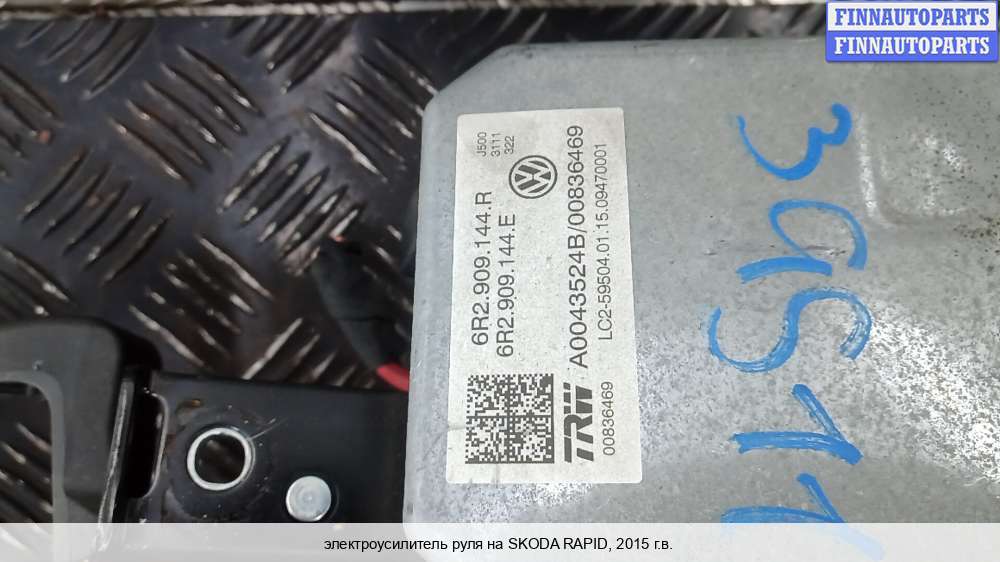 FINNAUTOPARTS
FINNAUTOPARTS
J500
3111
322
6R2.909.144.R
6R2.909.144.E
A0043524B/00836469
LC2-59504.01.15.09470001
TRW
00836469
электроусилитель руля на SKODA RAPID, 2015 г.в.